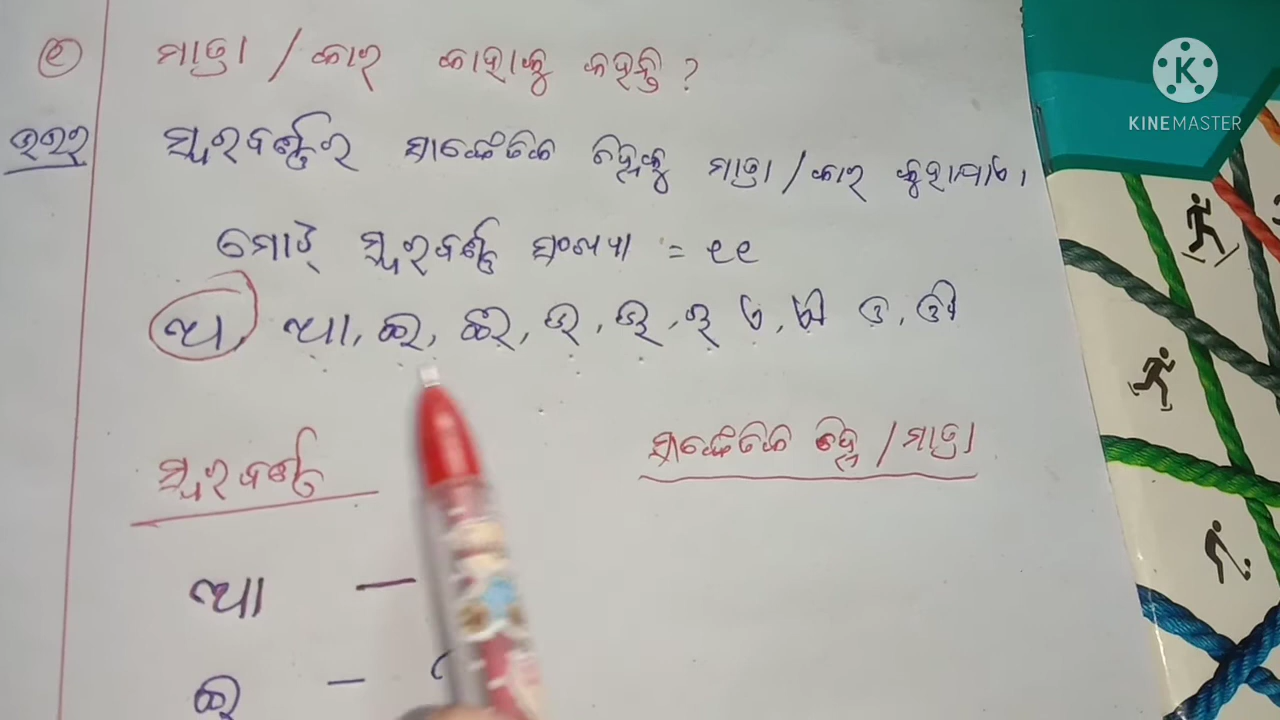 ୧ ମାତ୍ରା / କାର କାହାକୁ କହନ୍ତି ?
ଉତ୍ତର ସ୍ୱରବର୍ଣ୍ଣର ସାଙ୍କେତିକ ଚିହ୍ନକୁ ମାତ୍ରା / କାର କୁହାଯାଏ।
ମୋଟ୍ ସ୍ୱରବର୍ଣ୍ଣ ସଂଖ୍ୟା = ୧୧
ଅ, ଆ, ଇ, ଈ, ଉ, ଊ, ଋ, ଏ, ଐ ଓ, ଔ
ସ୍ୱରବର୍ଣ୍ଣ ସାଙ୍କେତିକ ଚିହ୍ନ / ମାତ୍ରା
ଆ —
ଇ –
KINEMASTER